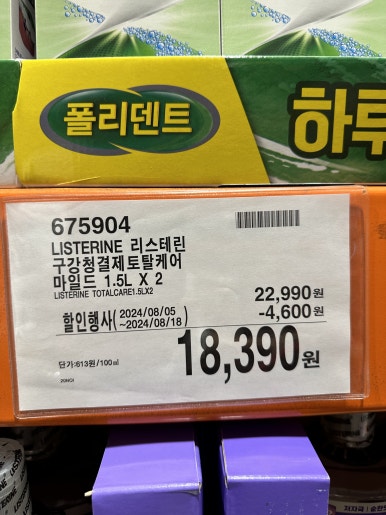 폴리덴트
하루
675904
LISTERINE 리스테린
구강청결제토탈케어
마일드 1.5L X 2
LISTERINE TOTALCARE1.5LX2
22,990원
할인행사( 2024/08/05
~2024/08/18)
-4,600원
18,390원
단가:613원/100㎖